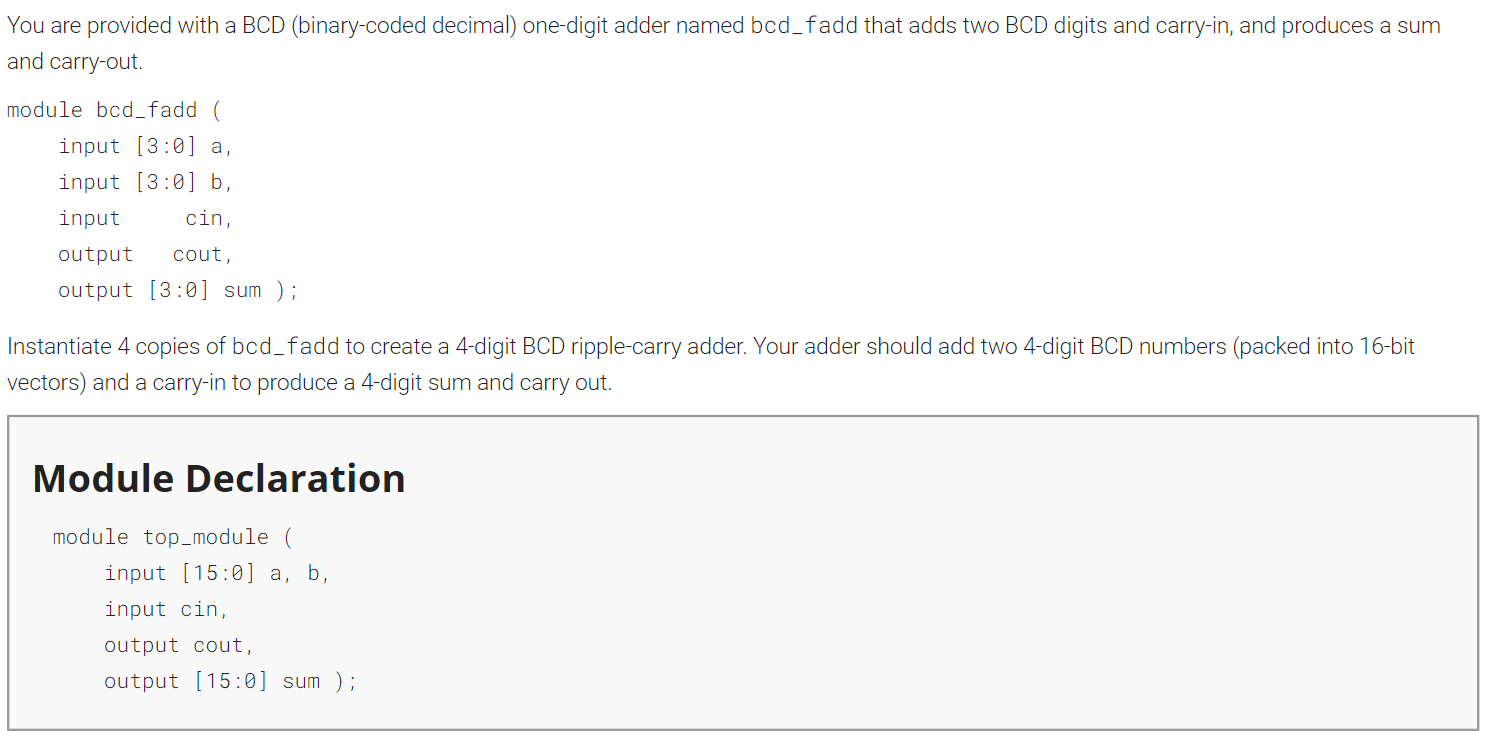 You are provided with a BCD (binary-coded decimal) one-digit adder named bcd_fadd that adds two BCD digits and carry-in, and produces a sum
and carry-out.
module bcd_fadd (
    input [3:0] a,
    input [3:0] b,
    input     cin,
    output   cout,
    output [3:0] sum );
Instantiate 4 copies of bcd_fadd to create a 4-digit BCD ripple-carry adder. Your adder should add two 4-digit BCD numbers (packed into 16-bit
vectors) and a carry-in to produce a 4-digit sum and carry out.
Module Declaration
module top_module (
    input [15:0] a, b,
    input cin,
    output cout,
    output [15:0] sum );